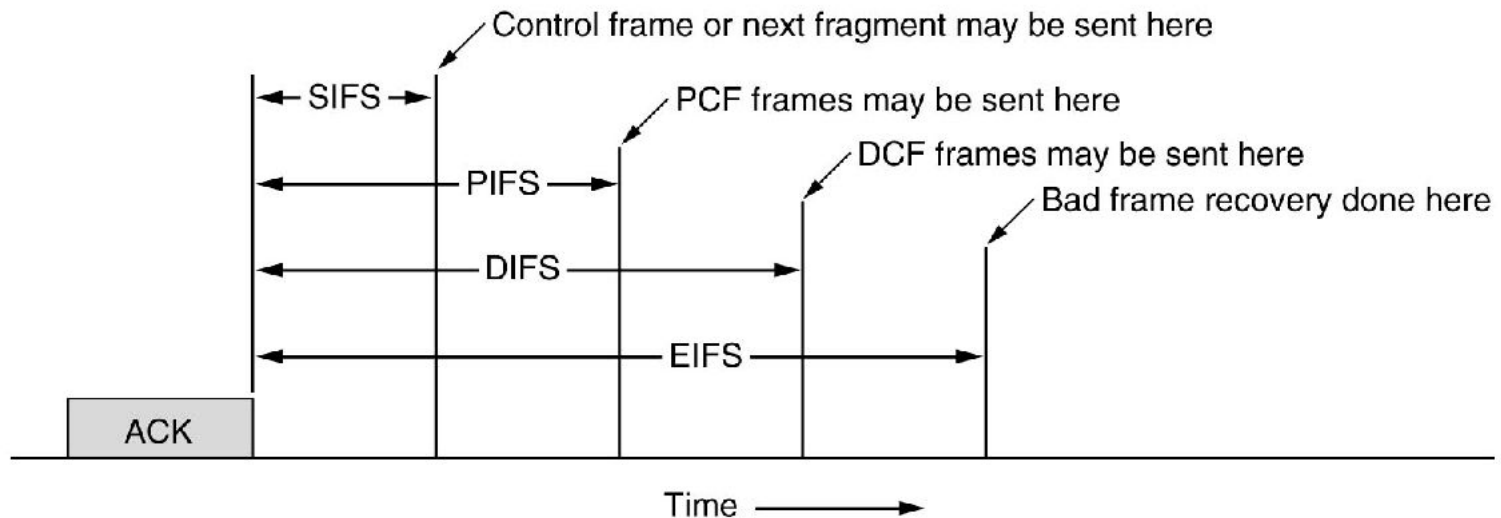 Control frame or next fragment may be sent here
SIFS
PCF frames may be sent here
DCF frames may be sent here
PIFS
Bad frame recovery done here
DIFS
EIFS
ACK
Time